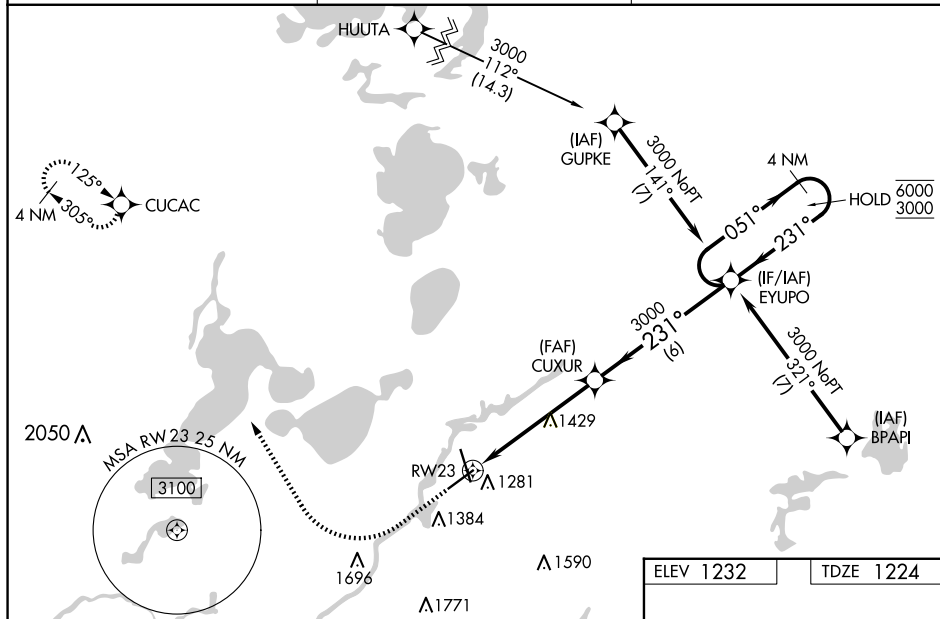 HUUTA
3000
112°
(14.3)
(IAF)
GUPKE
3000 NoPT
141°
(7)
4 NM
HOLD 6000
3000
051°
231°
125°
305°
4 NM
CUCAC
(IF/IAF)
EYUPO
3000
231°
(6)
(FAF)
CUXUR
3000 NoPT
321°
(7)
(IAF)
BPAPI
1429
2050
MSA RW23 25 NM
3100
RW23
1281
1384
1696
1590
1771
ELEV 1232
TDZE 1224